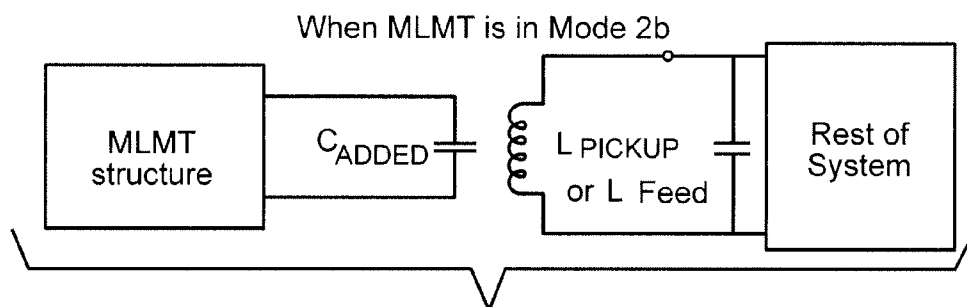 When MLMT is in Mode 2b
MLMT
structure
CADDED
L PICKUP
or L Feed
Rest of
System